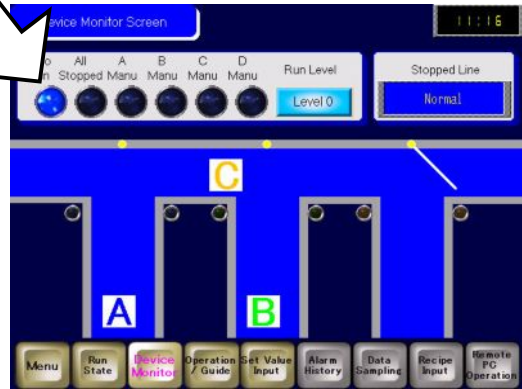 evice Monitor Screen
11:16
o All A B C D
n Stopped Manu Manu Manu Manu
Run Level
Level 0
Stopped Line
Normal
C
A
B
Menu
Run
State
Device
Monitor
Operation
/ Guide
Set Value
Input
Alarm
History
Data
Sampling
Recipe
Input
Remote
PC
Operation